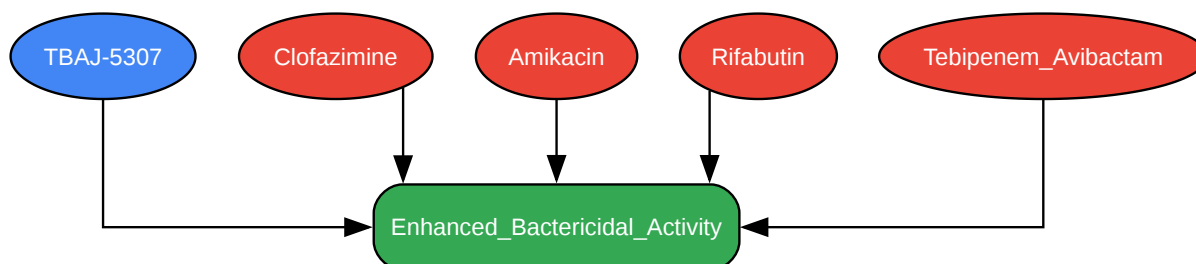 TBAJ-5307
Clofazimine
Amikacin
Rifabutin
Tebipenem_Avibactam
Enhanced_Bactericidal_Activity